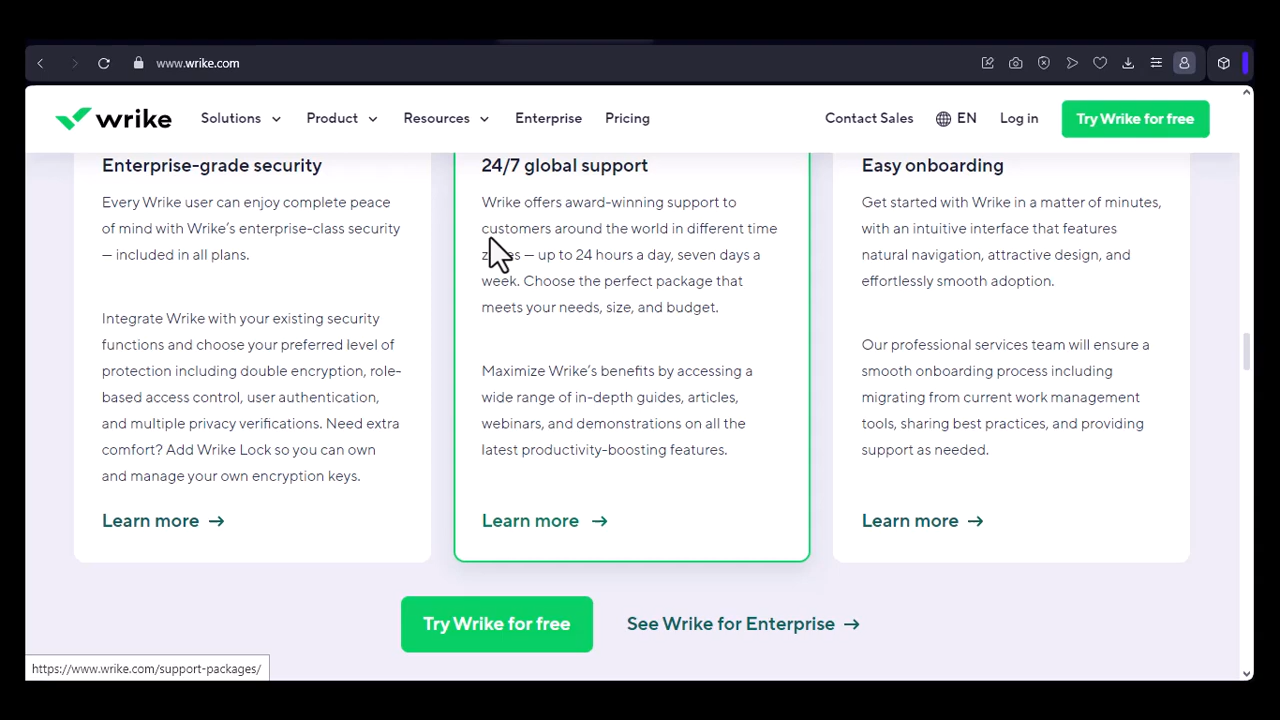 www.wrike.com
wrike
Solutions
Product
Resources
Enterprise
Pricing
Contact Sales
EN
Log in
Try Wrike for free
Enterprise-grade security
Every Wrike user can enjoy complete peace
of mind with Wrike's enterprise-class security
— included in all plans.
Integrate Wrike with your existing security
functions and choose your preferred level of
protection including double encryption, role-
based access control, user authentication,
and multiple privacy verifications. Need extra
comfort? Add Wrike Lock so you can own
and manage your own encryption keys.
Learn more →
24/7 global support
Wrike offers award-winning support to
customers around the world in different time
— up to 24 hours a day, seven days a
week. Choose the perfect package that
meets your needs, size, and budget.
Maximize Wrike's benefits by accessing a
wide range of in-depth guides, articles,
webinars, and demonstrations on all the
latest productivity-boosting features.
Learn more →
Easy onboarding
Get started with Wrike in a matter of minutes,
with an intuitive interface that features
natural navigation, attractive design, and
effortlessly smooth adoption.
Our professional services team will ensure a
smooth onboarding process including
migrating from current work management
tools, sharing best practices, and providing
support as needed.
Learn more →
Try Wrike for free
See Wrike for Enterprise →
https://www.wrike.com/support-packages/